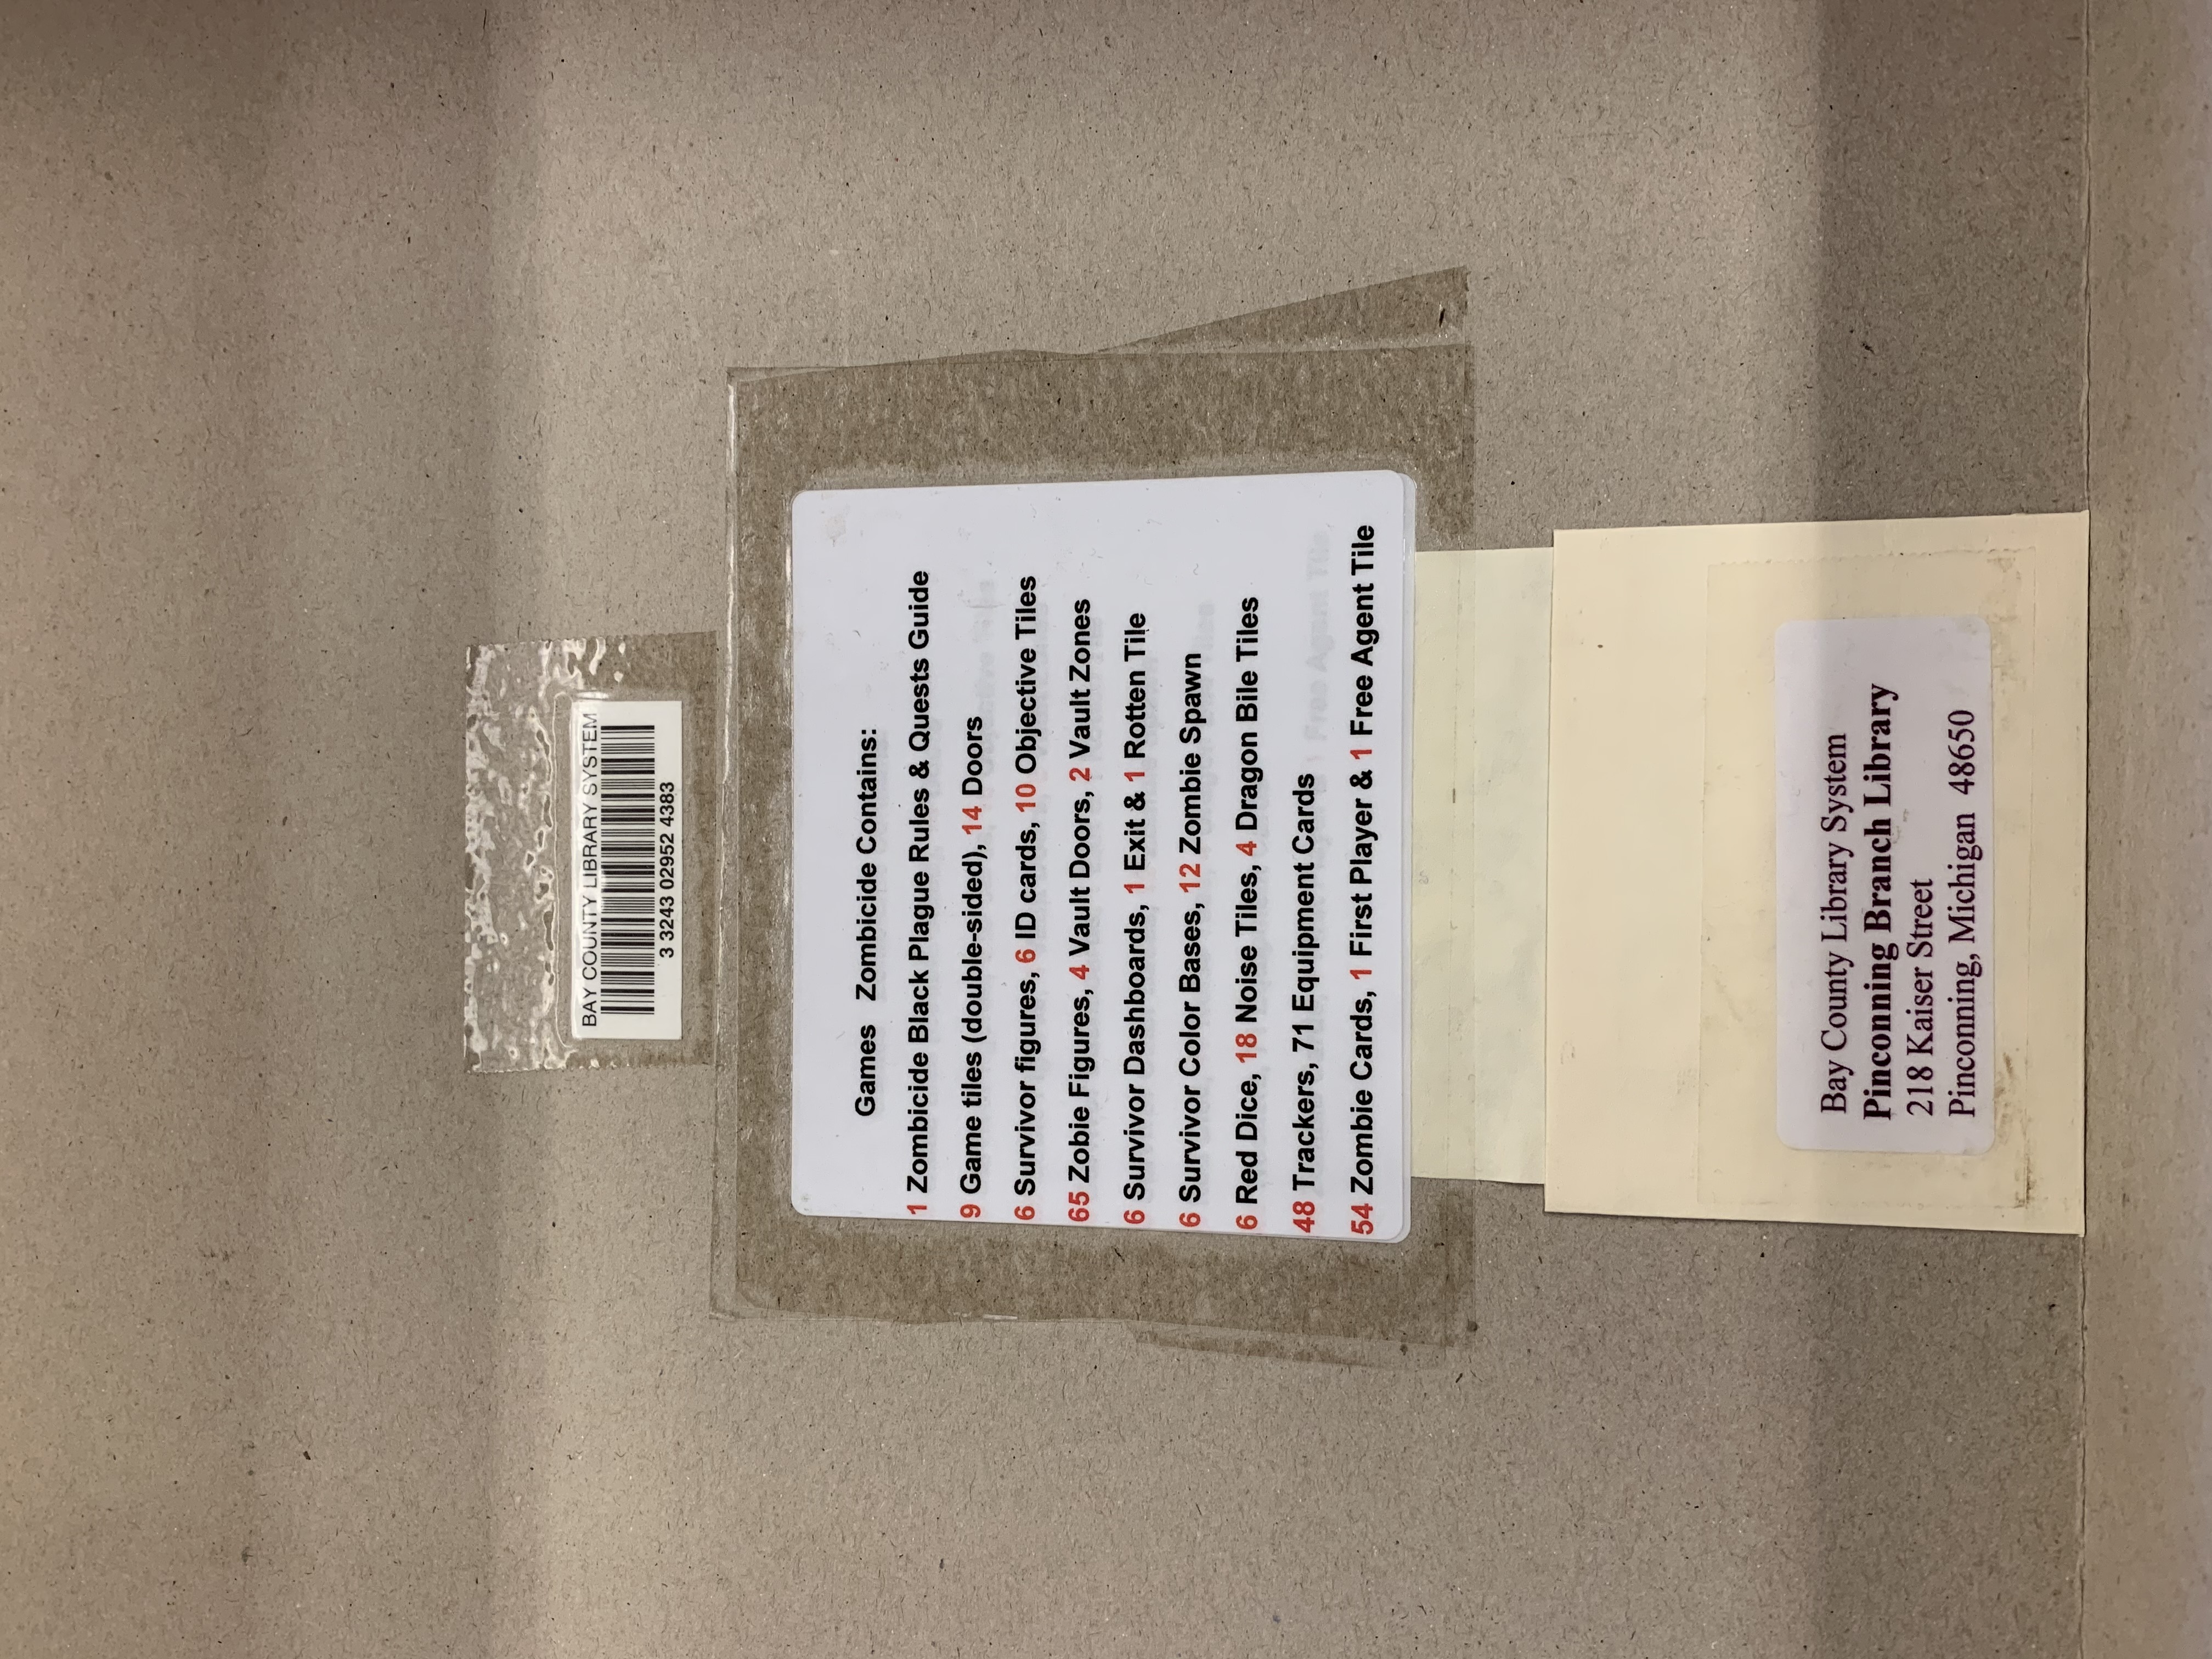 BAY COUNTY LIBRARY SYSTEM
3 3243 02952 4383
Games Zombicide Contains:
1 Zombicide Black Plague Rules & Quests Guide
9 Game tiles (double-sided), 14 Doors
6 Survivor figures, 6 ID cards, 10 Objective Tiles
65 Zobie Figures, 4 Vault Doors, 2 Vault Zones
6 Survivor Dashboards, 1 Exit & 1 Rotten Tile
6 Survivor Color Bases, 12 Zombie Spawn
6 Red Dice, 18 Noise Tiles, 4 Dragon Bile Tiles
48 Trackers, 71 Equipment Cards
54 Zombie Cards, 1 First Player & 1 Free Agent Tile
Bay County Library System
Pinconning Branch Library
218 Kaiser Street
Pinconning, Michigan 48650